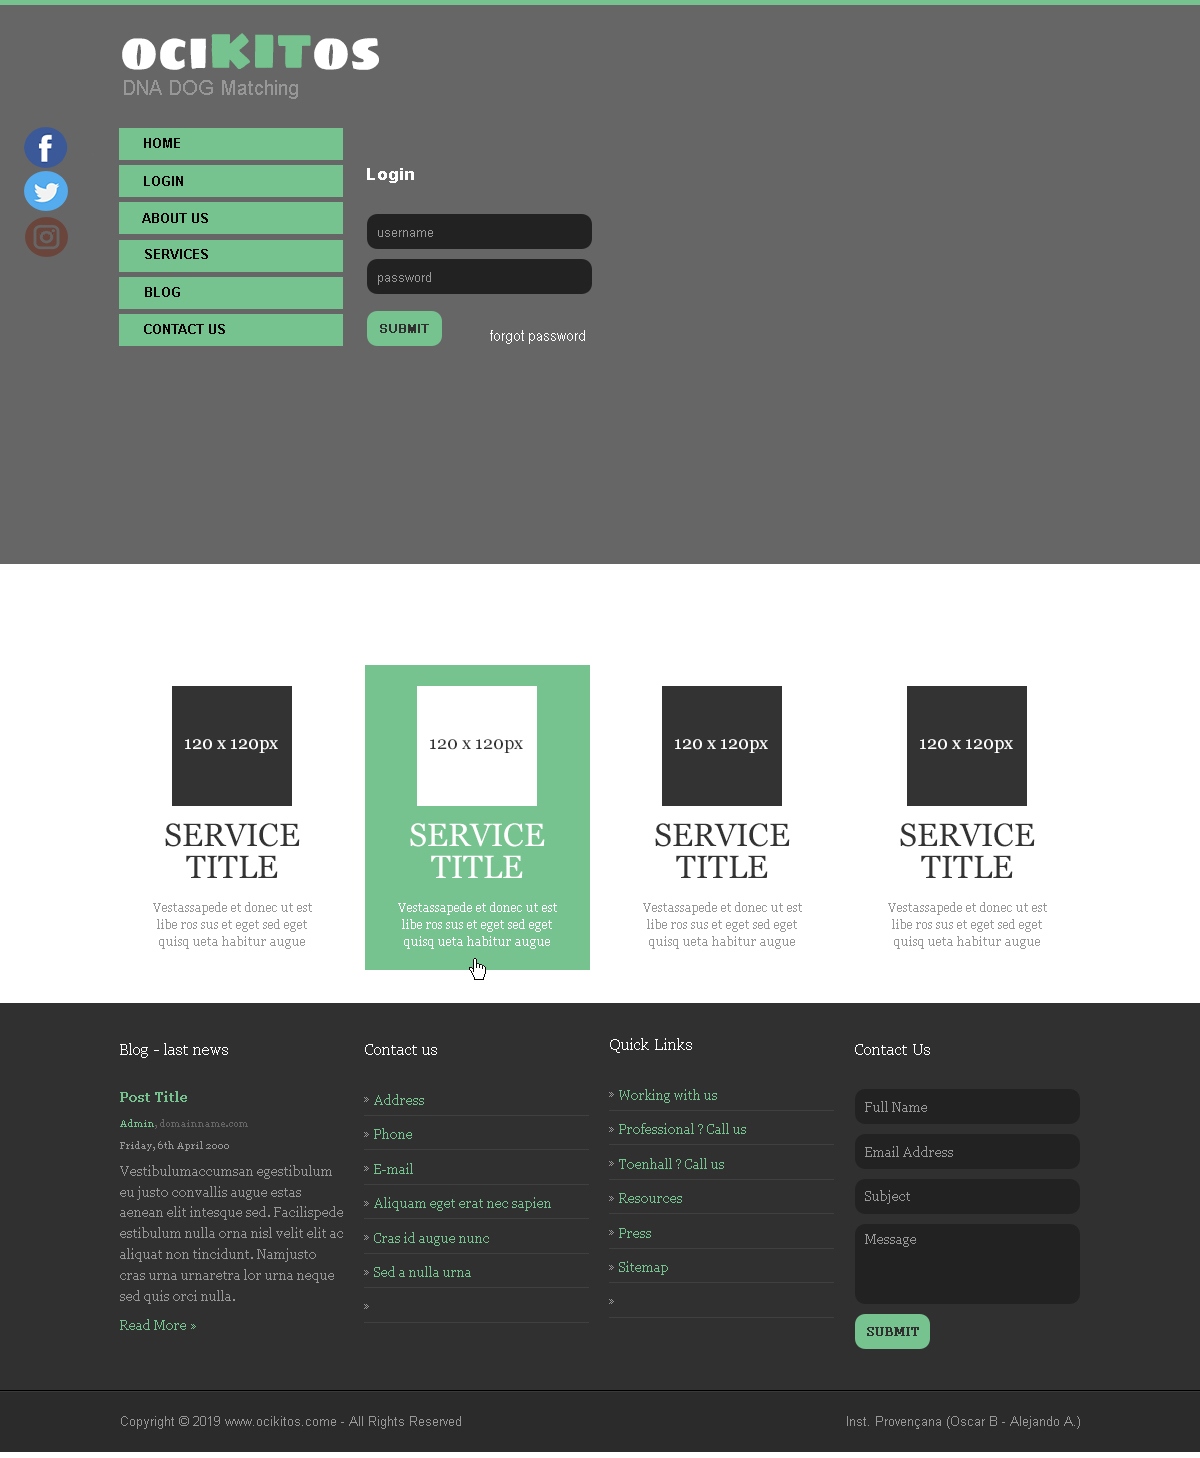 OCIKITOS
DNA DOG Matching
HOME
LOGIN
ABOUT US
SERVICES
BLOG
CONTACT US
Login
username
password
SUBMIT
forgot password
120 x 120px
SERVICE
TITLE
Vestassapede et donec ut est
libe ros sus et eget sed eget
quisq ueta habitur augue
120 x 120px
SERVICE
TITLE
Vestassapede et donec ut est
libe ros sus et eget sed eget
quisq ueta habitur augue
120 x 120px
SERVICE
TITLE
Vestassapede et donec ut est
libe ros sus et eget sed eget
quisq ueta habitur augue
120 x 120px
SERVICE
TITLE
Vestassapede et donec ut est
libe ros sus et eget sed eget
quisq ueta habitur augue
Blog - last news
Post Title
Admin, domainname.com
Friday, 6th April 2000
Vestibulumaccumsan egestibulum
eu justo convallis augue estas
aenean elit intesque sed. Facilispede
estibulum nulla orna nisl velit elit ac
aliquat non tincidunt. Namjusto
cras urna urnaretra lor urna neque
sed quis orci nulla.
Read More »
Contact us
» Address
» Phone
» E-mail
» Aliquam eget erat nec sapien
» Cras id augue nunc
» Sed a nulla urna
»
Quick Links
» Working with us
» Professional ? Call us
» Toenhall ? Call us
» Resources
» Press
» Sitemap
»
Contact Us
Full Name
Email Address
Subject
Message
SUBMIT
Copyright © 2019 www.ocikitos.come - All Rights Reserved
Inst. Provençana (Oscar B - Alejando A.)